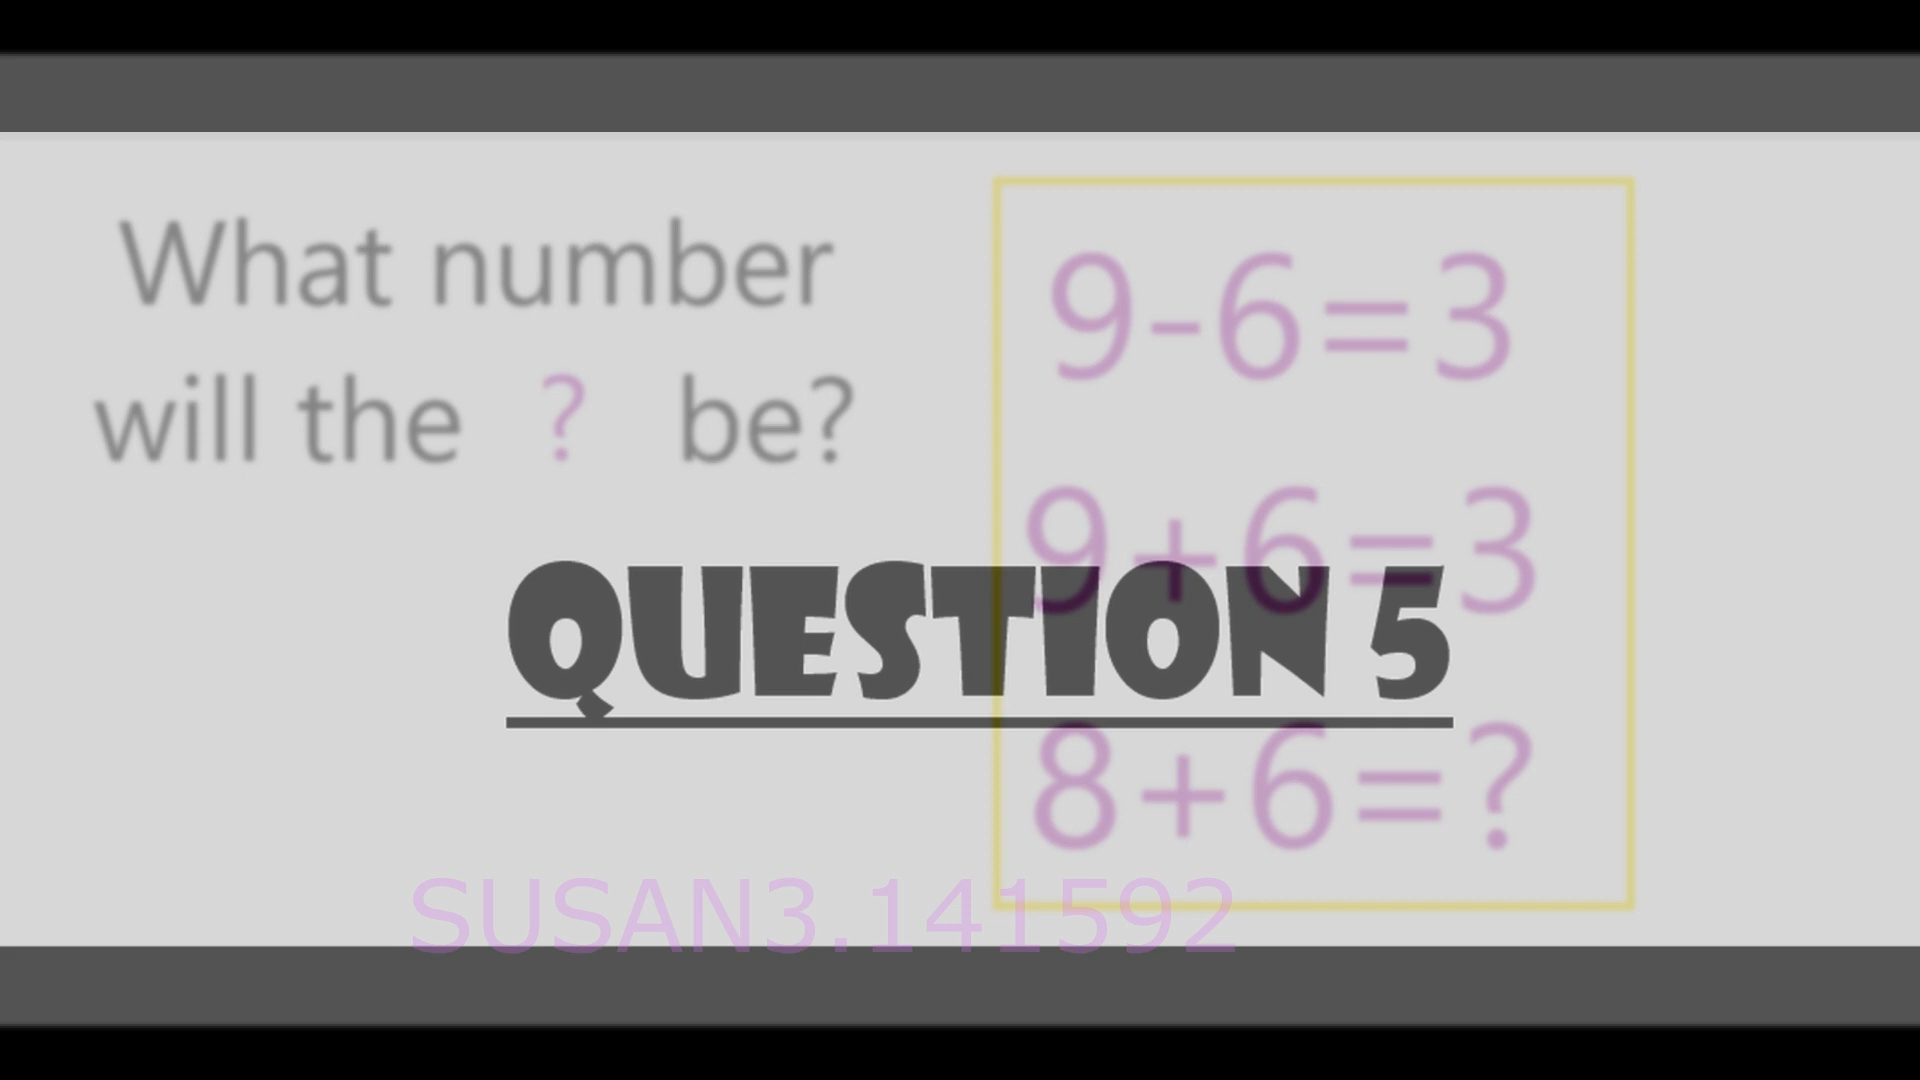 What number
will the ? be?
9-6=3
9+6=3
QUESTION 5
8+6=?
SUSAN3.141592